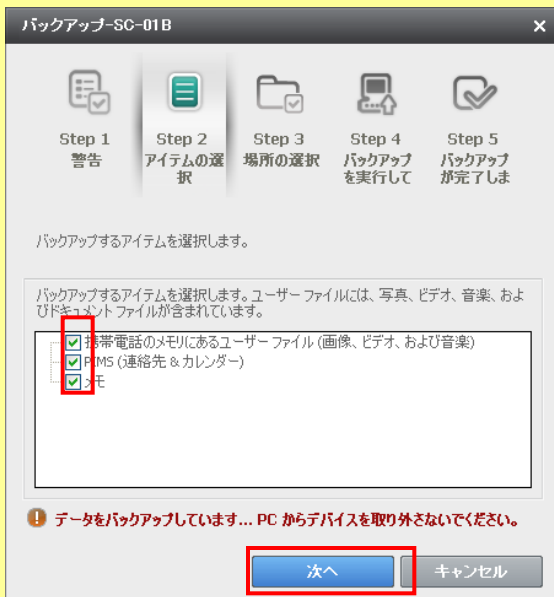 バックアップ-SC-01B
Step 1
警告
Step 2
アイテムの選
択
Step 3
場所の選択
Step 4
バックアップ
を実行して
Step 5
バックアップ
が完了しま
バックアップするアイテムを選択します。
バックアップするアイテムを選択します。ユーザー ファイルには、写真、ビデオ、音楽、およ
びドキュメント ファイルが含まれています。
携帯電話のメモリにあるユーザー ファイル (画像、ビデオ、および音楽)
PIMS (連絡先 & カレンダー)
メモ
データをバックアップしています... PC からデバイスを取り外さないでください。
次へ
キャンセル